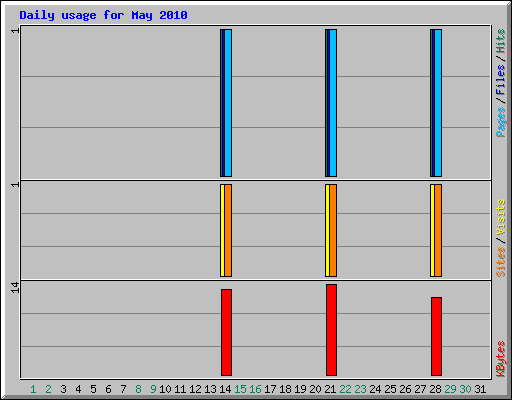 Daily usage for May 2010
1
1
14
Pages/Files/Hits
Sites/Visits
KBytes
1 2 3 4 5 6 7 8 9 10 11 12 13 14 15 16 17 18 19 20 21 22 23 24 25 26 27 28 29 30 31